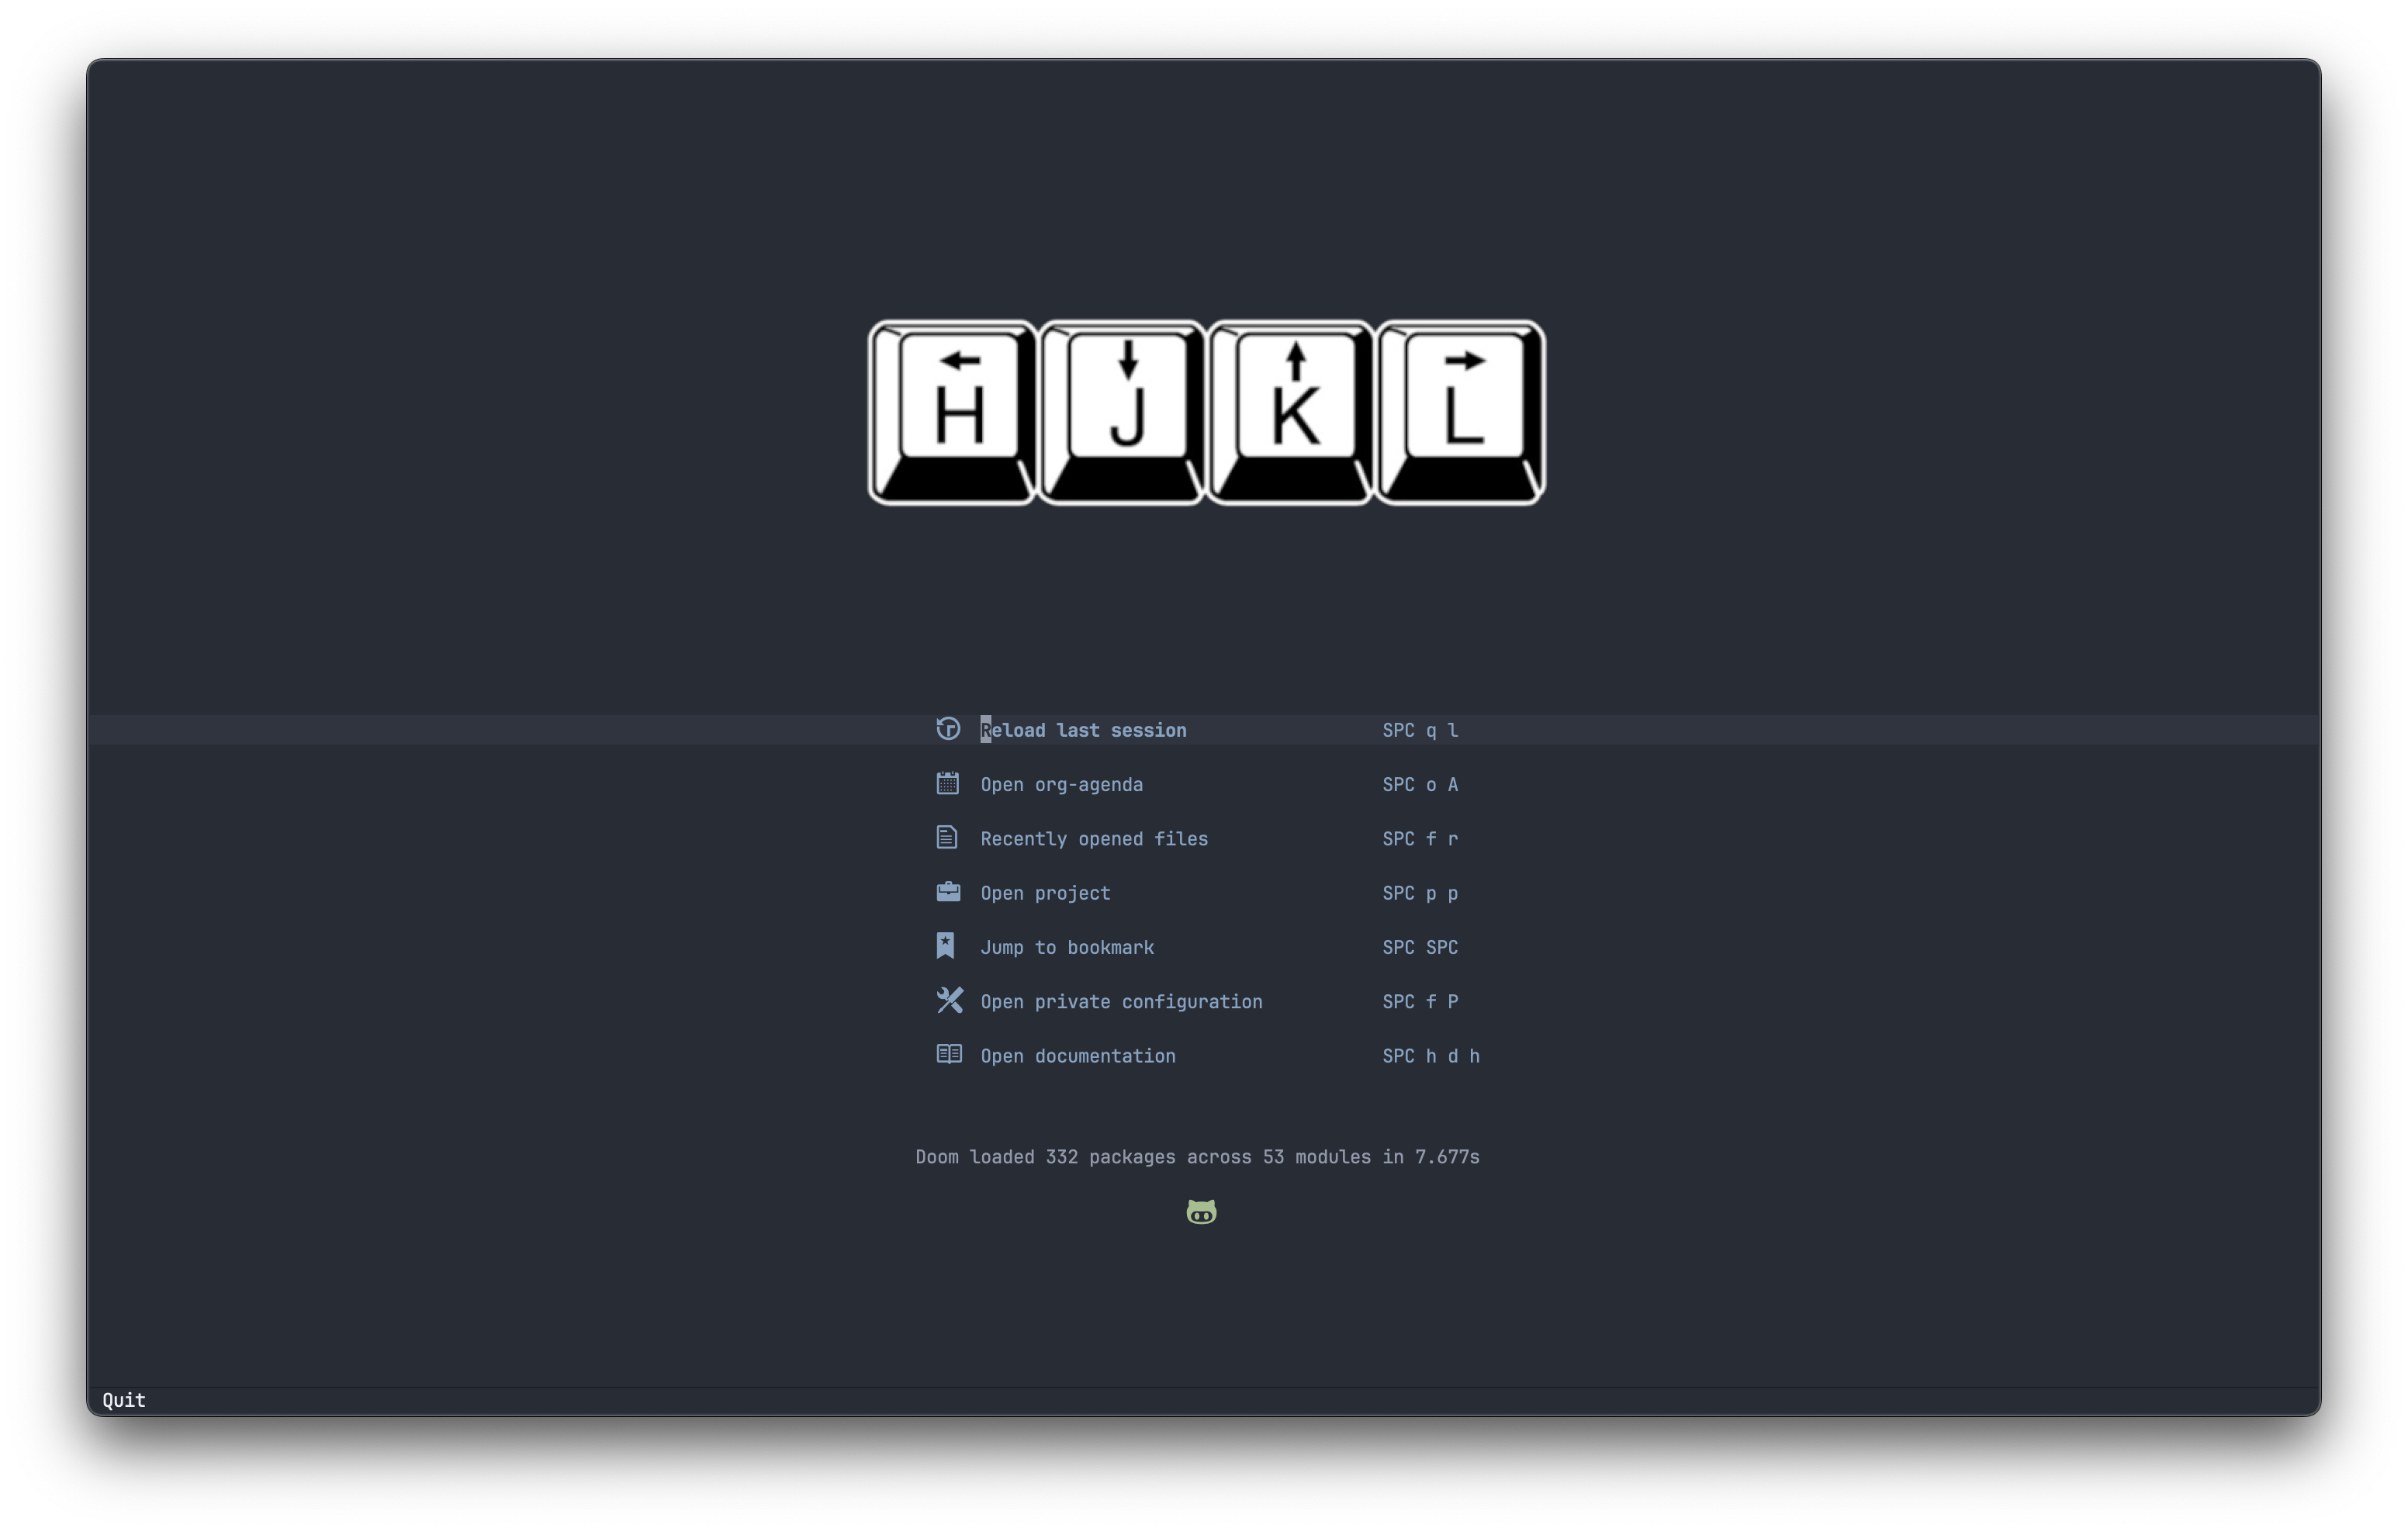 H J K L
Reload last session SPC q l
Open org-agenda SPC o A
Recently opened files SPC f r
Open project SPC p p
Jump to bookmark SPC SPC
Open private configuration SPC f P
Open documentation SPC h d h
Doom loaded 332 packages across 53 modules in 7.677s
Quit